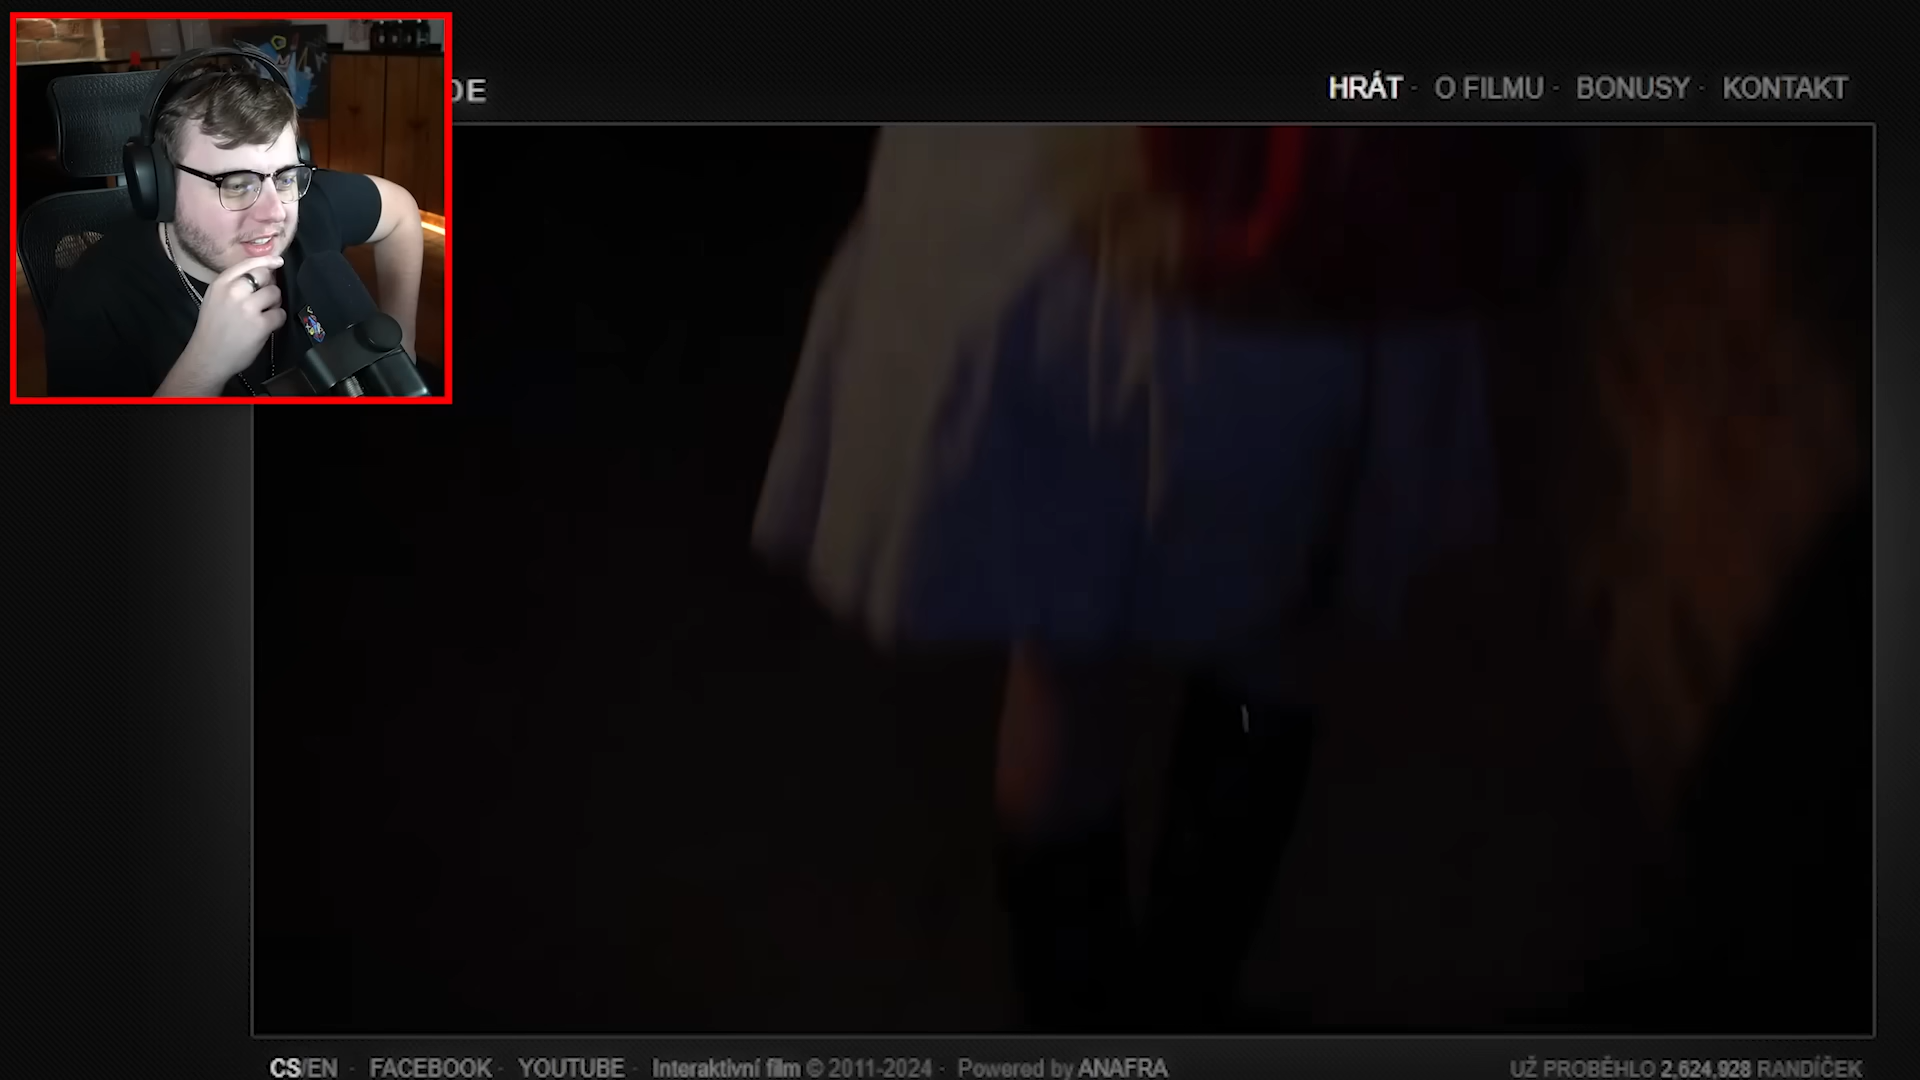 DE
HRÁT · O FILMU · BONUSY · KONTAKT
CS/EN · FACEBOOK · YOUTUBE · Interaktivní film © 2011-2024 · Powered by ANAFRA
UŽ PROBĚHLO 2,624,928 RANDÍČEK